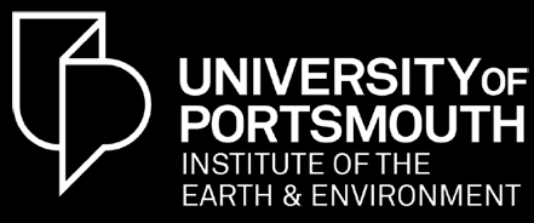 UNIVERSITY OF
PORTSMOUTH
INSTITUTE OF THE
EARTH & ENVIRONMENT